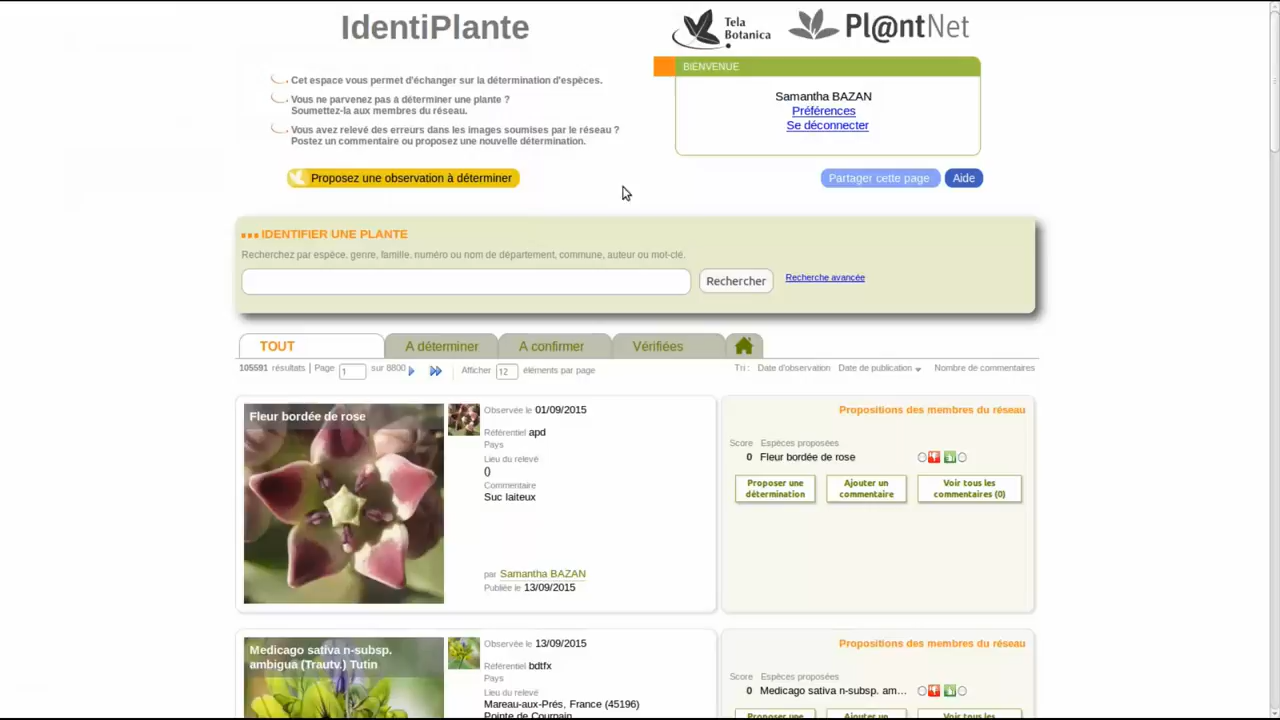 IdentiPlante
Tela
Botanica
Pl@ntNet
Cet espace vous permet d'échanger sur la détermination d'espèces.
Vous ne parvenez pas à déterminer une plante ?
Soumettez-la aux membres du réseau.
Vous avez relevé des erreurs dans les images soumises par le réseau ?
Postez un commentaire ou proposez une nouvelle détermination.
BIENVENUE
Samantha BAZAN
Préférences
Se déconnecter
Proposez une observation à déterminer
Partager cette page
Aide
IDENTIFIER UNE PLANTE
Recherchez par espèce, genre, famille, numéro ou nom de département, commune, auteur ou mot-clé.
Rechercher
Recherche avancée
TOUT
A déterminer
A confirmer
Vérifiées
105591 résultats | Page 1 sur 8800
Afficher 12 éléments par page
Tri : Date d'observation Date de publication Nombre de commentaires
Fleur bordée de rose
Observée le 01/09/2015
Référentiel apd
Pays
Lieu du relevé
()
Commentaire
Suc laiteux
par Samantha BAZAN
Publiée le 13/09/2015
Propositions des membres du réseau
Score Espèces proposées
0 Fleur bordée de rose
Proposer une
détermination
Ajouter un
commentaire
Voir tous les
commentaires (0)
Medicago sativa n-subsp.
ambigua (Trautv.) Tutin
Observée le 13/09/2015
Référentiel bdtfx
Pays
Lieu du relevé
Mareau-aux-Prés, France (45196)
Pointe de Courpain
Propositions des membres du réseau
Score Espèces proposées
0 Medicago sativa n-subsp. am...
Proposer une
Ajouter un
Voir tous les